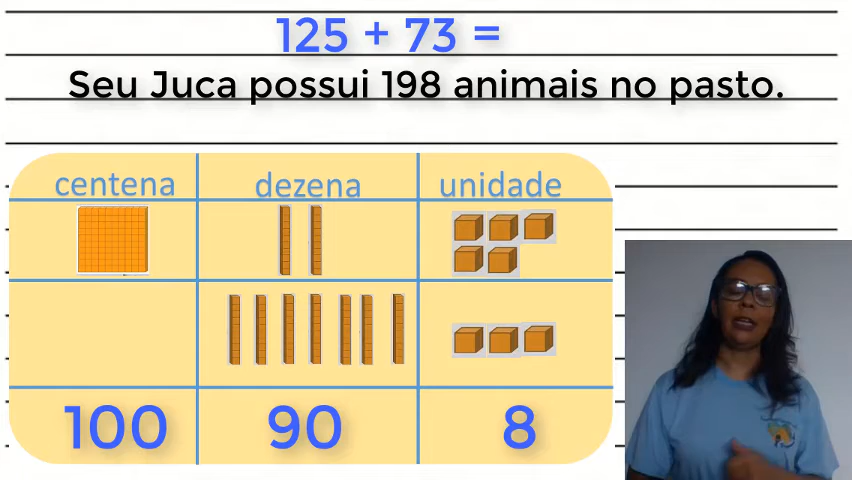 125 + 73 =
Seu Juca possui 198 animais no pasto.
centena dezena unidade
100 90 8